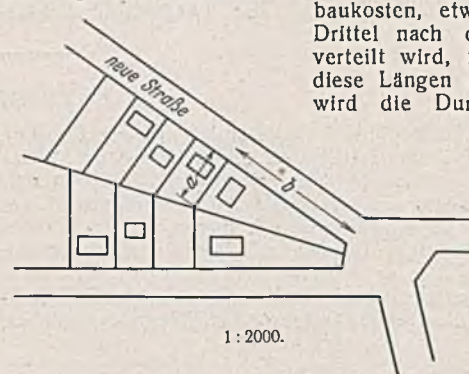 baukosten, etw
Drittel nach
verteilt wird,
diese Längen
wird die Dur
neue Straße
a
b
1 : 2000.